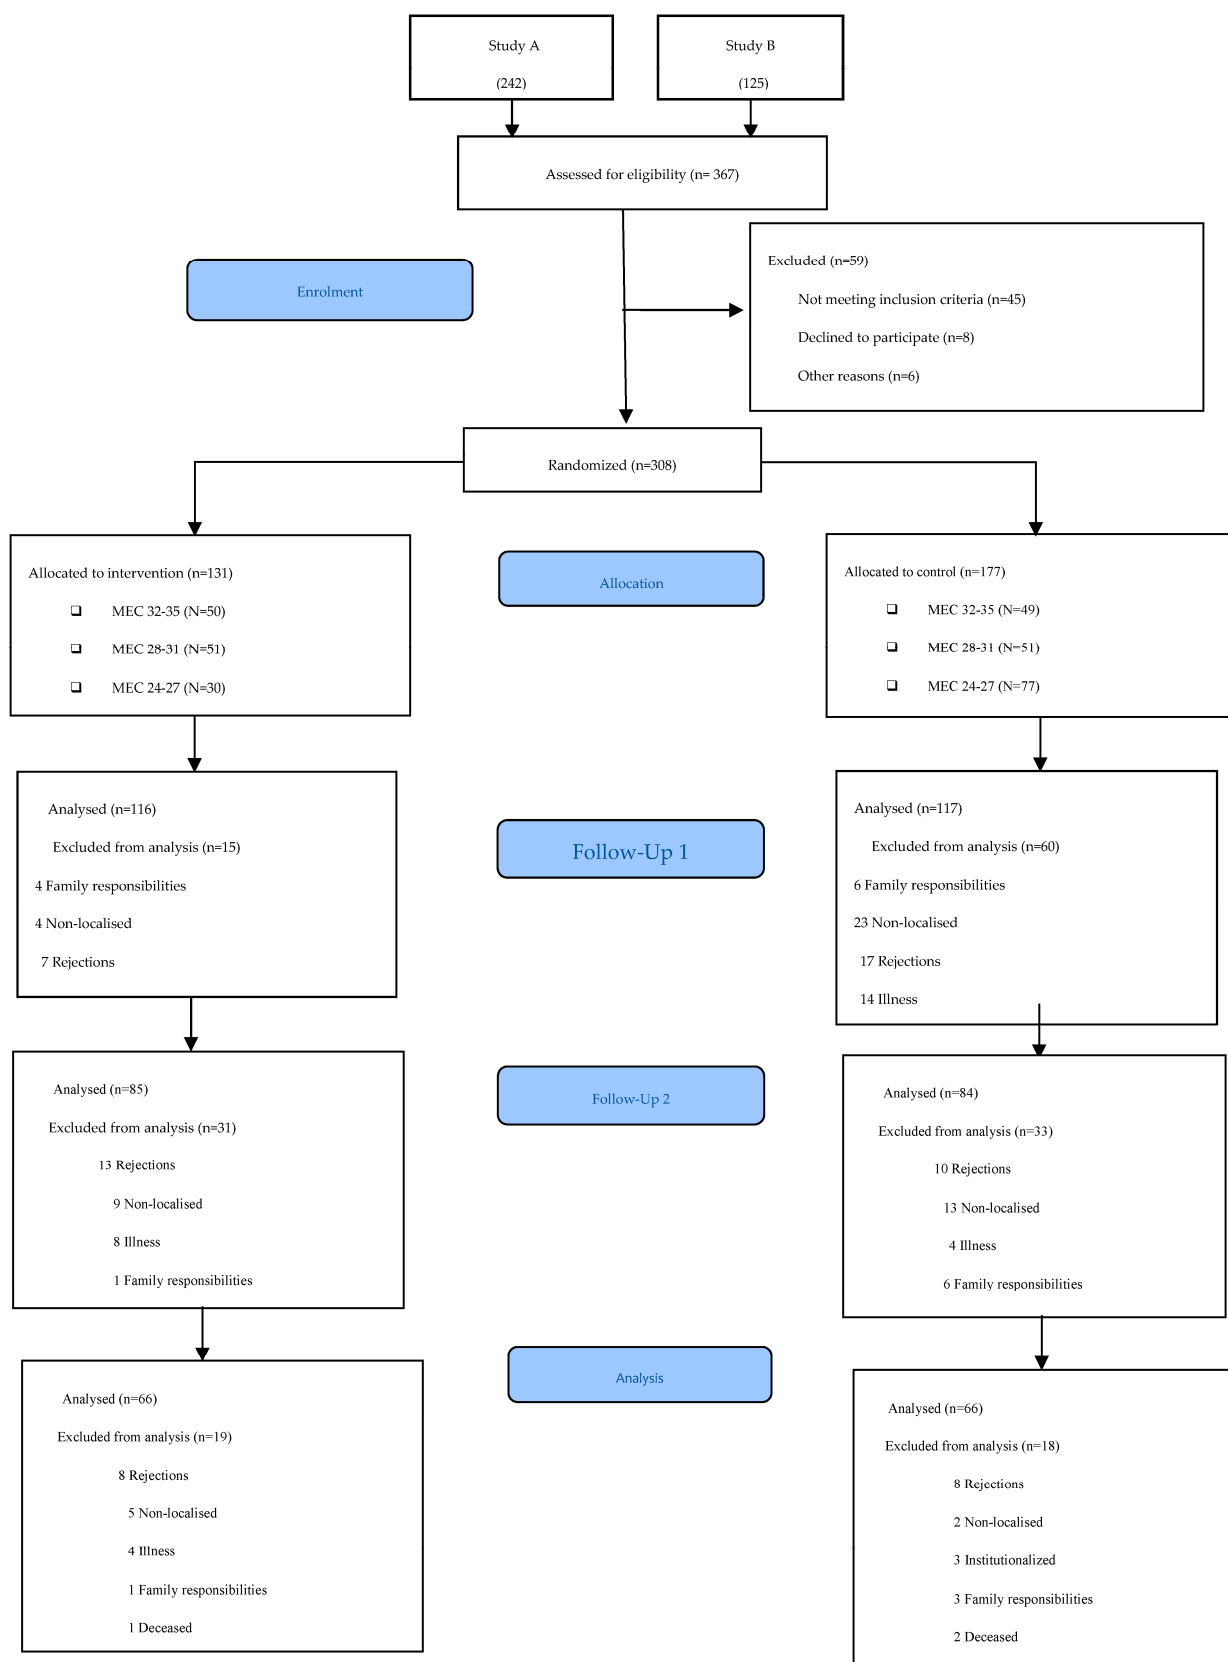 Study A
(242)
Study B
(125)
Assessed for eligibility (n= 367)
Excluded (n=59)
Not meeting inclusion criteria (n=45)
Declined to participate (n=8)
Other reasons (n=6)
Enrolment
Randomized (n=308)
Allocated to intervention (n=131)
❑ MEC 32-35 (N=50)
❑ MEC 28-31 (N=51)
❑ MEC 24-27 (N=30)
Allocation
Allocated to control (n=177)
❑ MEC 32-35 (N=49)
❑ MEC 28-31 (N=51)
❑ MEC 24-27 (N=77)
Analysed (n=116)
Excluded from analysis (n=15)
4 Family responsibilities
4 Non-localised
7 Rejections
Follow-Up 1
Analysed (n=117)
Excluded from analysis (n=60)
6 Family responsibilities
23 Non-localised
17 Rejections
14 Illness
Analysed (n=85)
Excluded from analysis (n=31)
13 Rejections
9 Non-localised
8 Illness
1 Family responsibilities
Follow-Up 2
Analysed (n=84)
Excluded from analysis (n=33)
10 Rejections
13 Non-localised
4 Illness
6 Family responsibilities
Analysed (n=66)
Excluded from analysis (n=19)
8 Rejections
5 Non-localised
4 Illness
1 Family responsibilities
1 Deceased
Analysis
Analysed (n=66)
Excluded from analysis (n=18)
8 Rejections
2 Non-localised
3 Institutionalized
3 Family responsibilities
2 Deceased